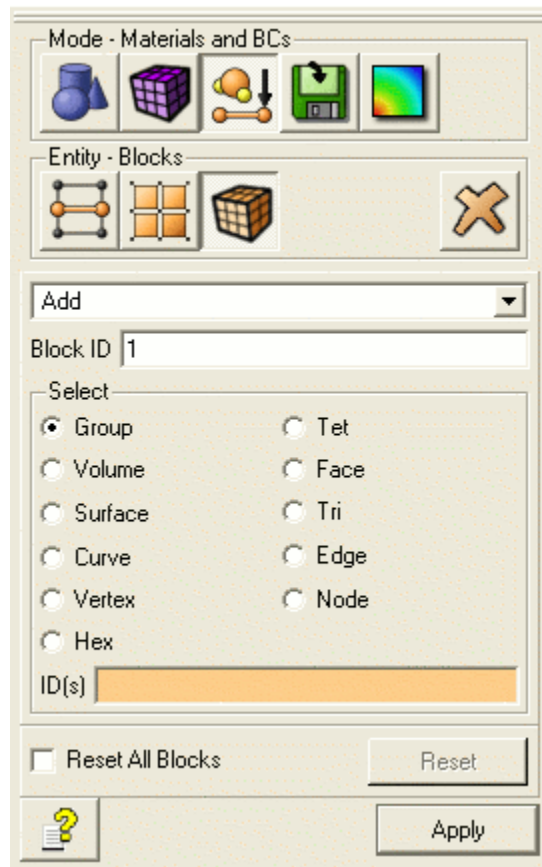 Mode - Materials and BCs
Entity - Blocks
Add
Block ID 1
Select
Group Tet
Volume Face
Surface Tri
Curve Edge
Vertex Node
Hex
ID(s)
Reset All Blocks Reset
Apply